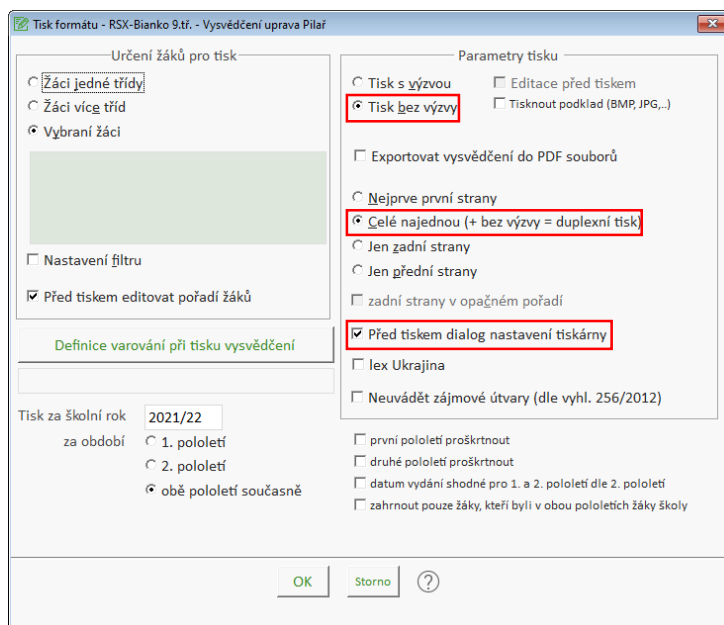 Tisk formátu - RSX-Bianko 9.tř. - Vysvědčení uprava Pilař
Určení žáků pro tisk
Žáci jedné třídy
Žáci více tříd
Vybraní žáci
Nastavení filtru
Před tiskem editovat pořadí žáků
Definice varování při tisku vysvědčení
Tisk za školní rok 2021/22
za období 1. pololetí
2. pololetí
obě pololetí současně
Parametry tisku
Tisk s výzvou Editace před tiskem
Tisk bez výzvy Tisknout podklad (BMP, JPG,..)
Exportovat vysvědčení do PDF souborů
Nejprve první strany
Celé najednou (+ bez výzvy = duplexní tisk)
Jen zadní strany
Jen přední strany
zadní strany v opačném pořadí
Před tiskem dialog nastavení tiskárny
lex Ukrajina
Neuvádět zájmové útvary (dle vyhl. 256/2012)
první pololetí proškrtnout
druhé pololetí proškrtnout
datum vydání shodné pro 1. a 2. pololetí dle 2. pololetí
zahrnout pouze žáky, kteří byli v obou pololetích žáky školy
OK Storno ?